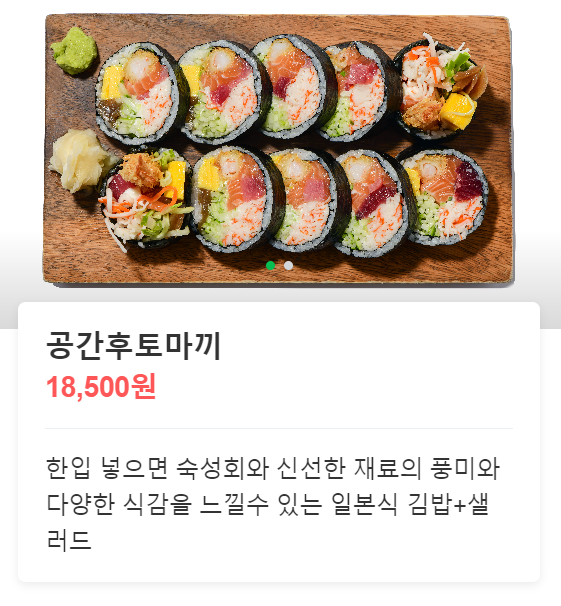 공간후토마끼
18,500원
한입 넣으면 숙성회와 신선한 재료의 풍미와
다양한 식감을 느낄수 있는 일본식 김밥+샐
러드